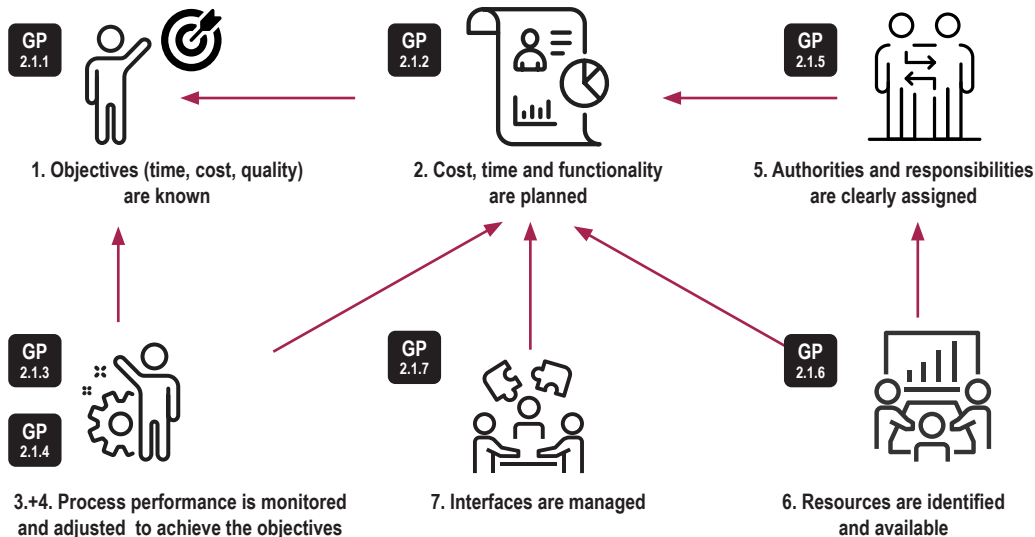 GP
2.1.1
GP
2.1.2
GP
2.1.5
1. Objectives (time, cost, quality)
are known
2. Cost, time and functionality
are planned
5. Authorities and responsibilities
are clearly assigned
GP
2.1.3
GP
2.1.4
GP
2.1.7
GP
2.1.6
3.+4. Process performance is monitored
and adjusted to achieve the objectives
7. Interfaces are managed
6. Resources are identified
and available